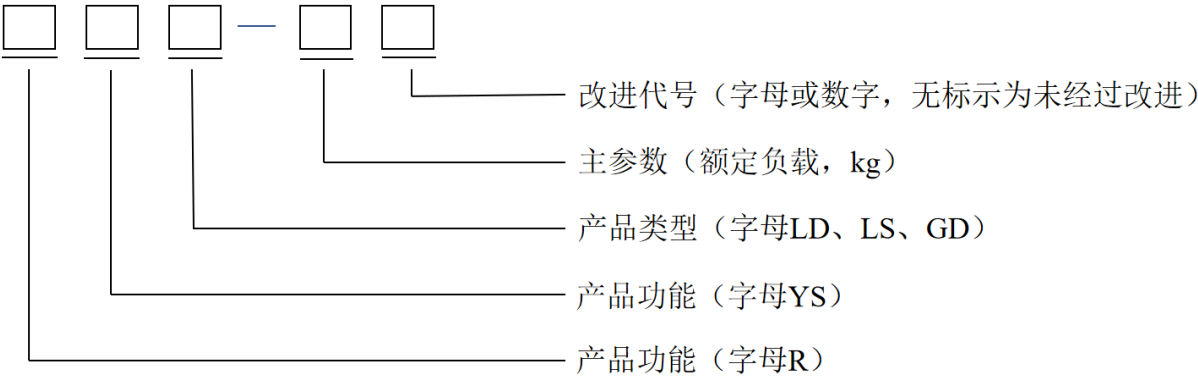 改进代号（字母或数字，无标示为未经过改进）
主参数（额定负载，kg）
产品类型（字母LD、LS、GD）
产品功能（字母YS）
产品功能（字母R）